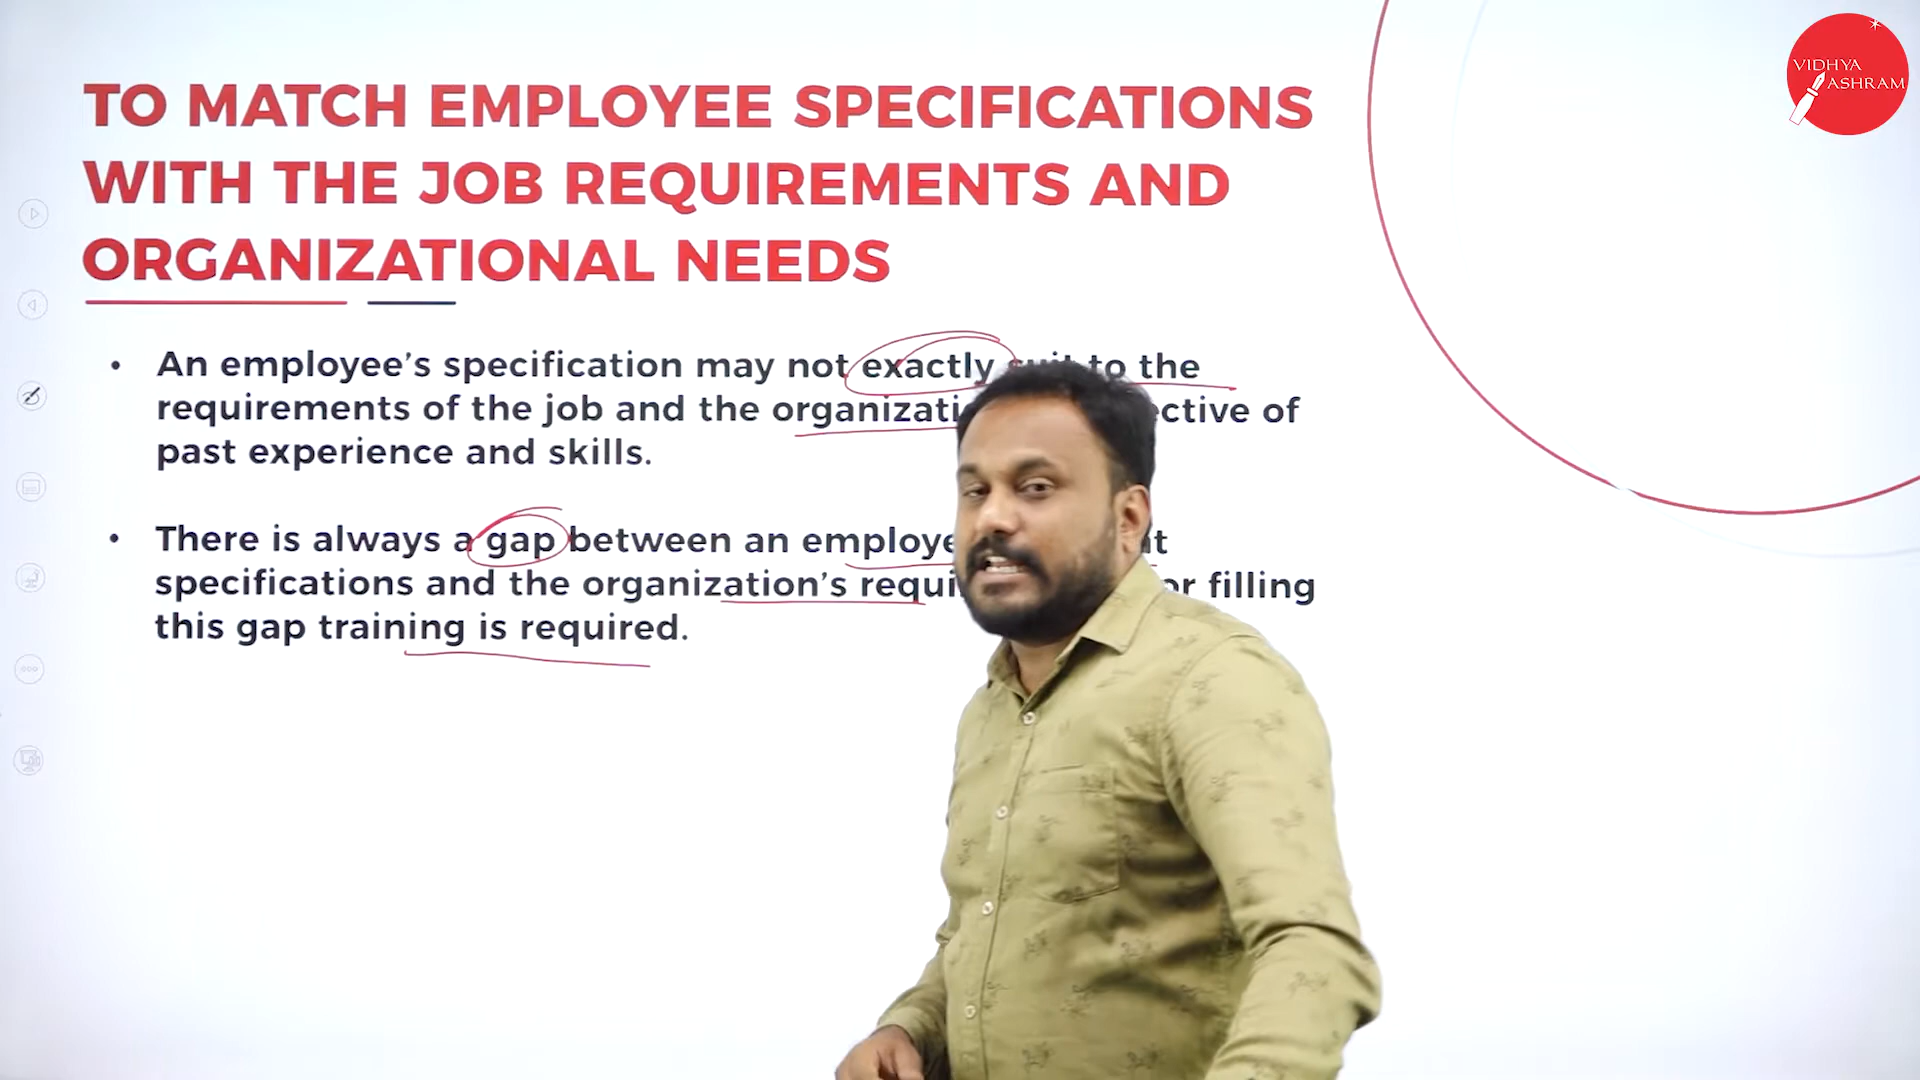 VIDHYA
ASHRAM
TO MATCH EMPLOYEE SPECIFICATIONS
WITH THE JOB REQUIREMENTS AND
ORGANIZATIONAL NEEDS
• An employee's specification may not exactly suit to the
requirements of the job and the
past experience and skills.
of
• There is always a gap between an
specifications and the organization's filling
this gap training is required.